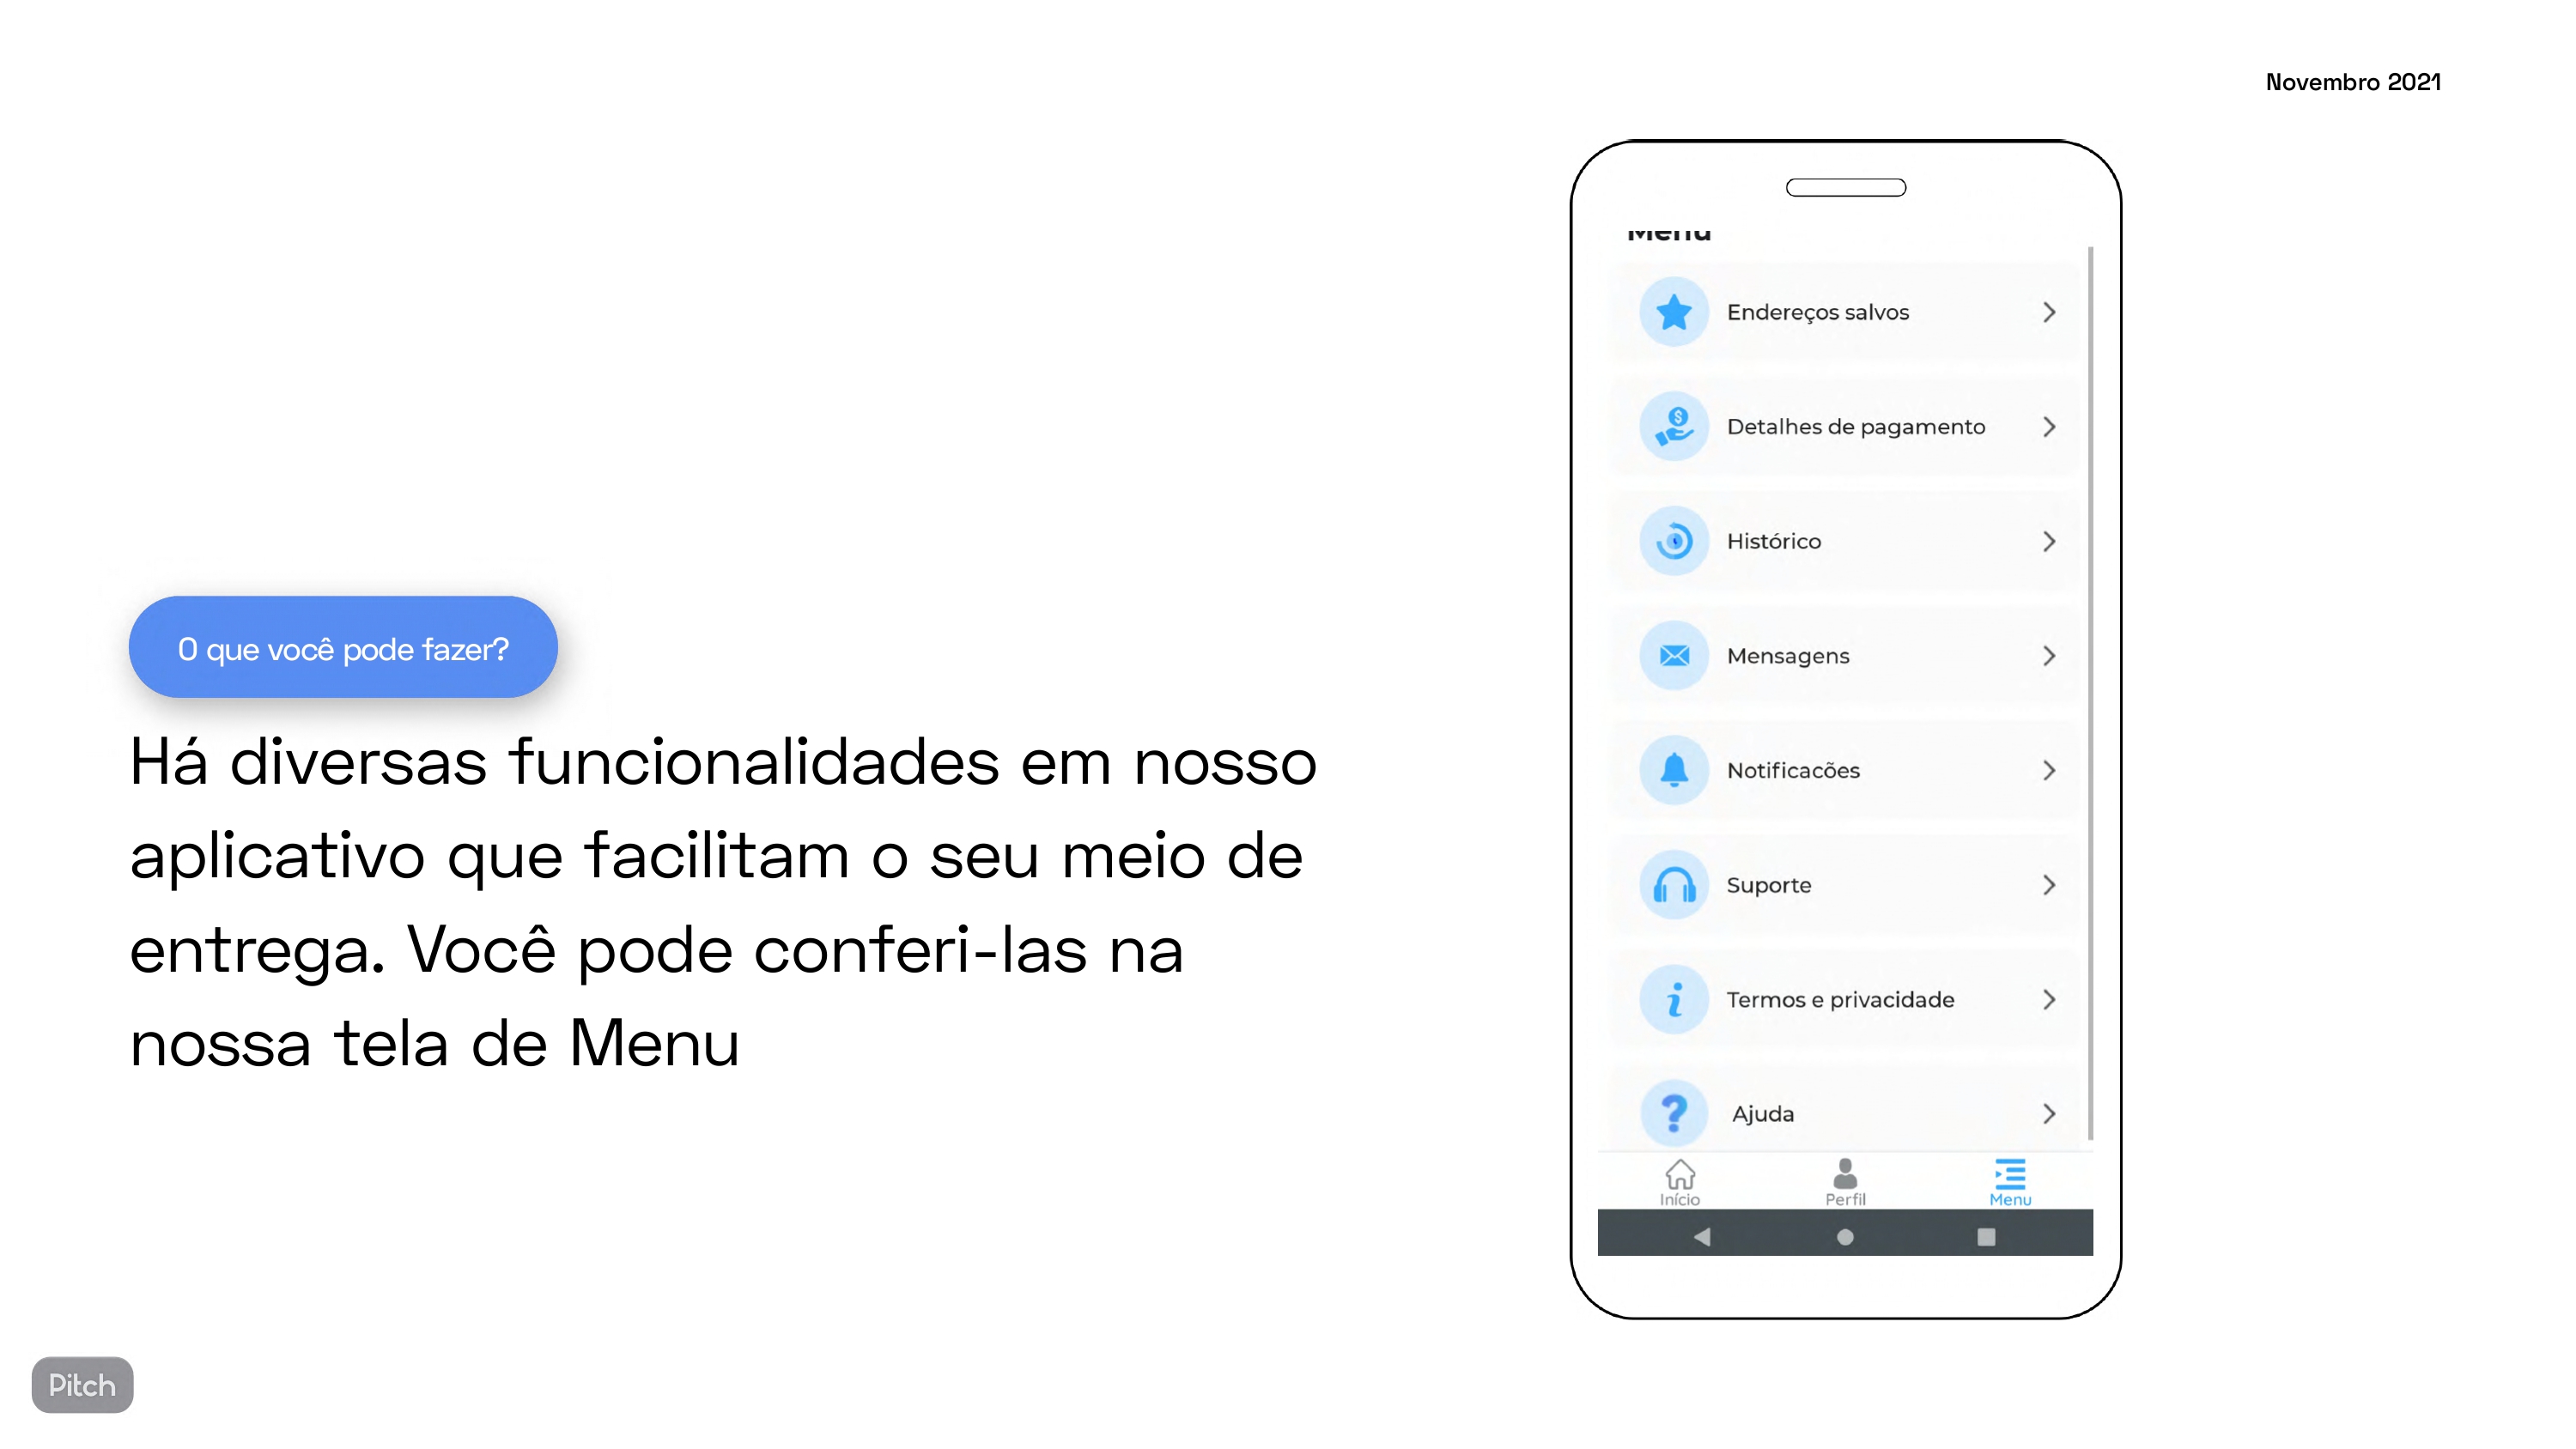 Novembro 2021
O que você pode fazer?
Há diversas funcionalidades em nosso
aplicativo que facilitam o seu meio de
entrega. Você pode conferi-las na
nossa tela de Menu
Menu
Endereços salvos
Detalhes de pagamento
Histórico
Mensagens
Notificacões
Suporte
Termos e privacidade
Ajuda
Início
Perfil
Menu
Pitch